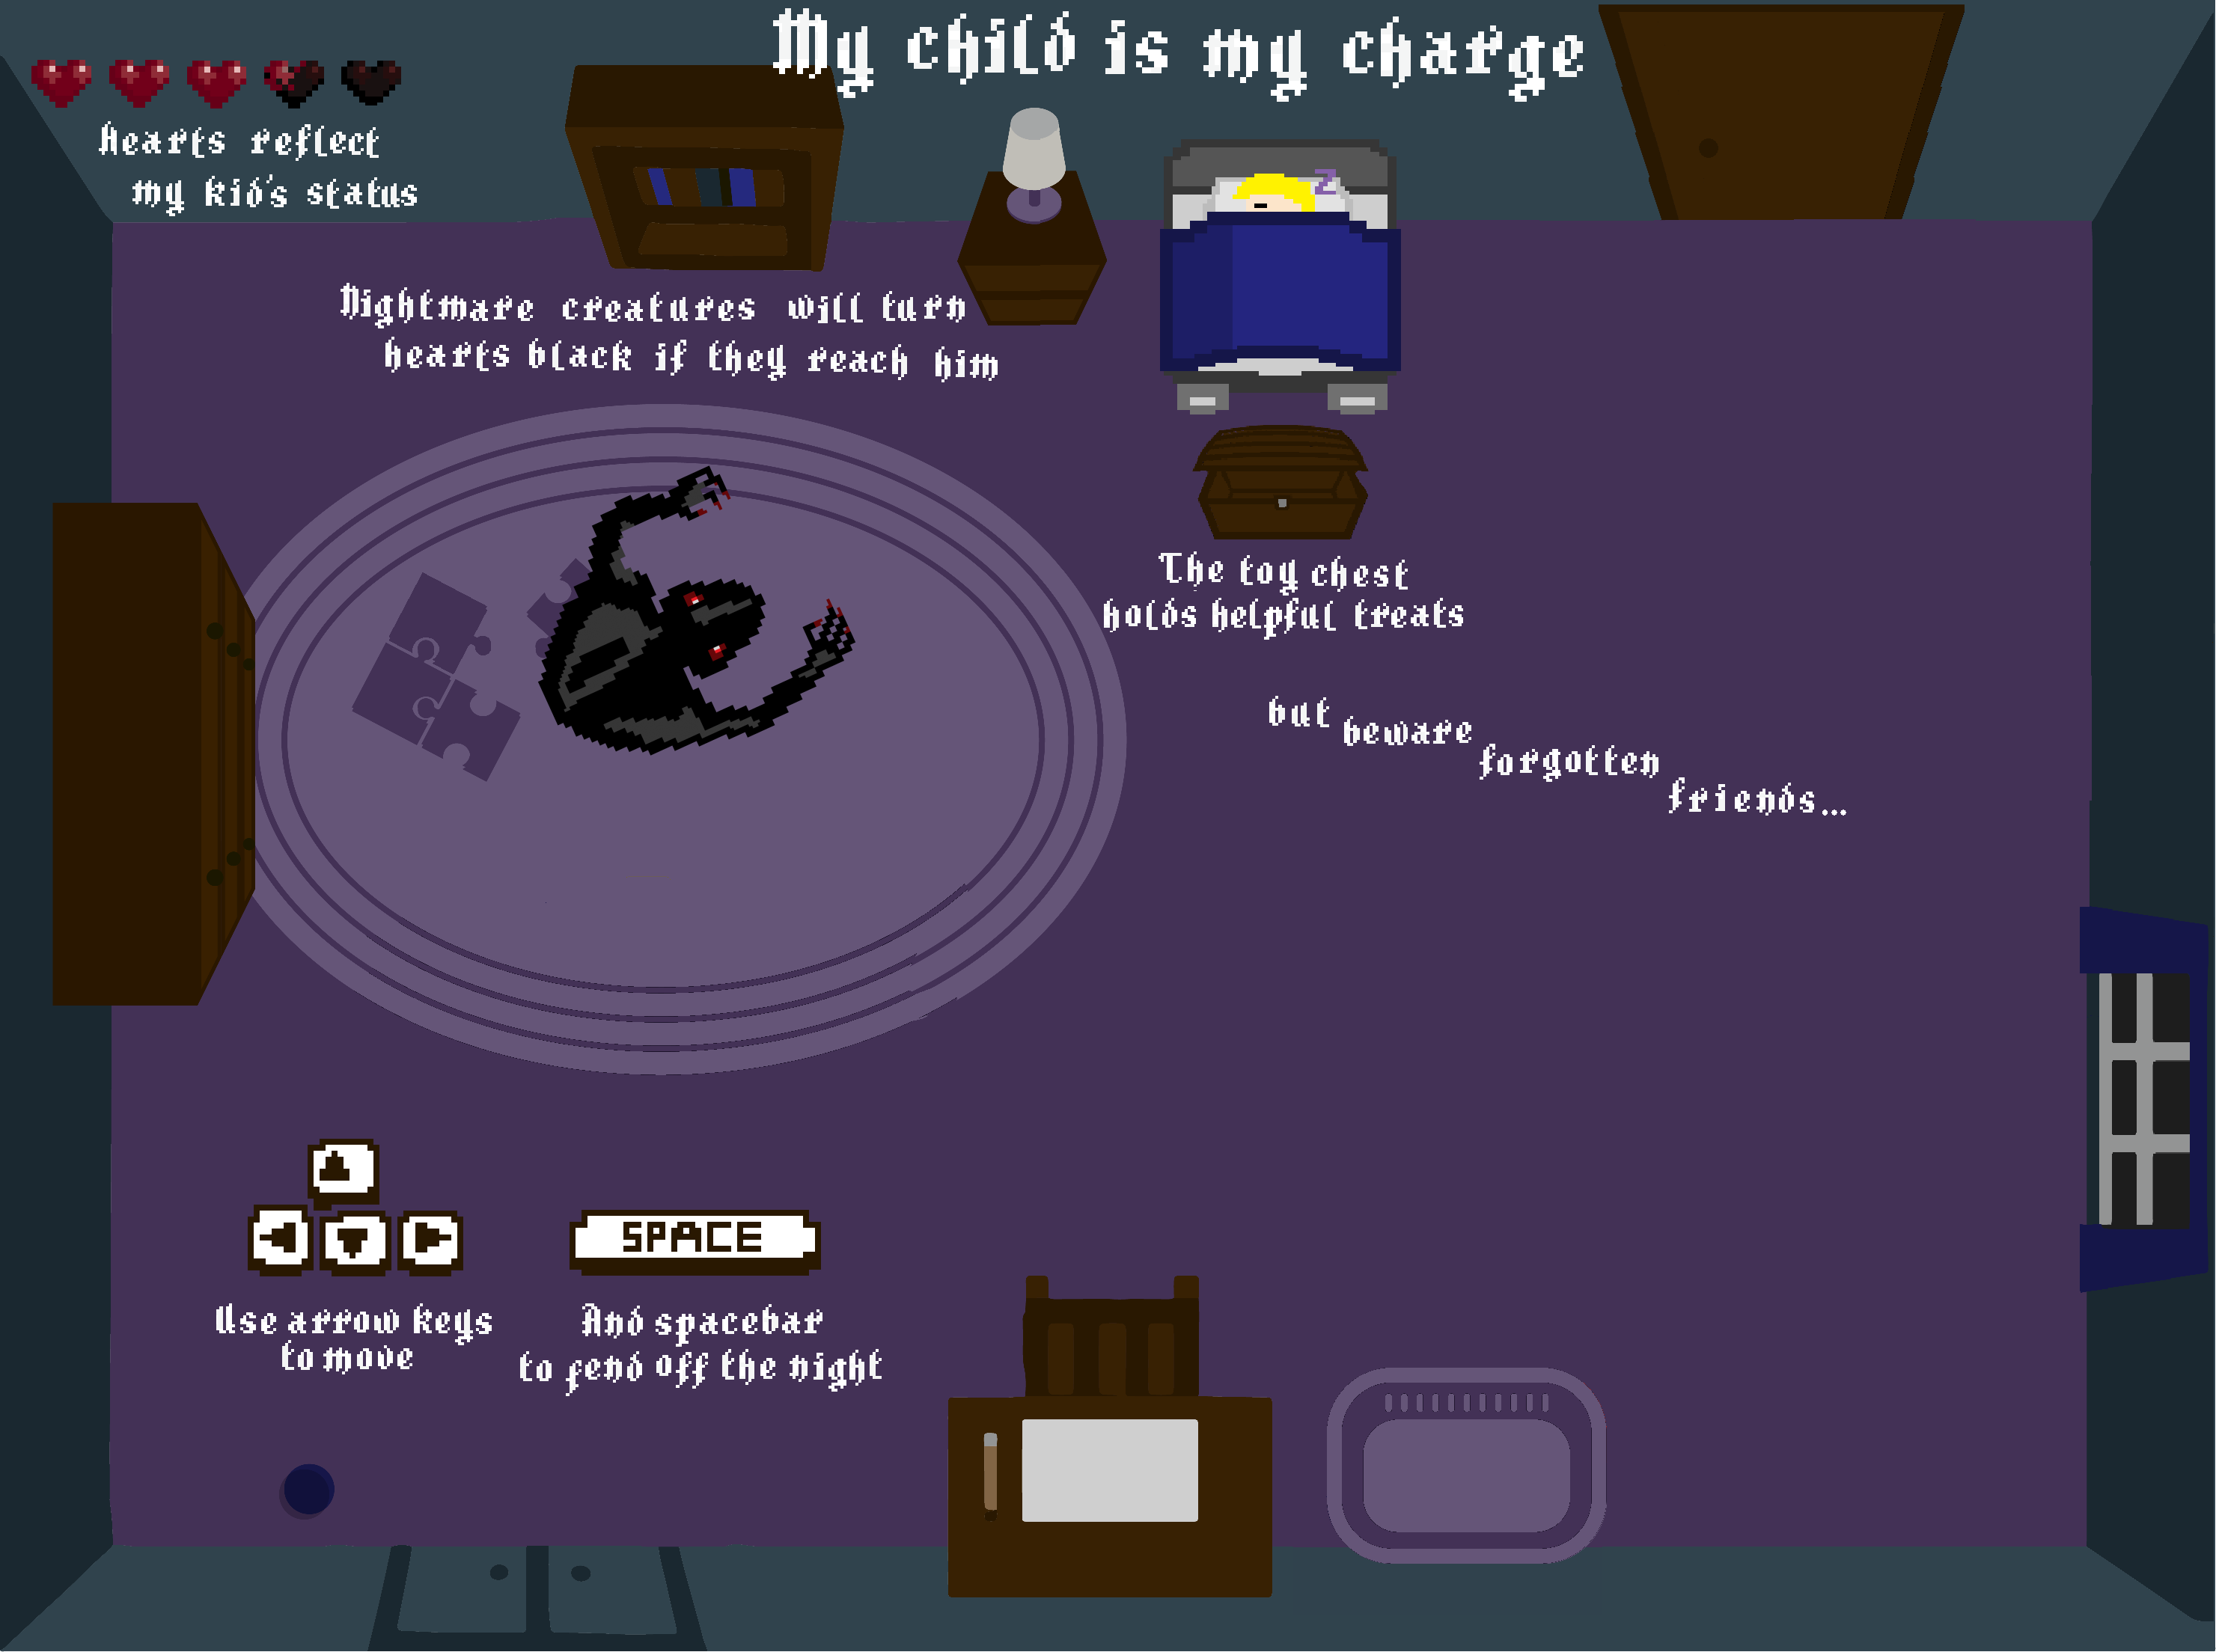 My child is my charge
hearts reflect
my kid's status
Nightmare creatures will turn
hearts black if they reach him
Z
The toy chest
holds helpful treats
but beware forgotten friends...
SPACE
Use arrow keys
to move
And spacebar
to fend off the night